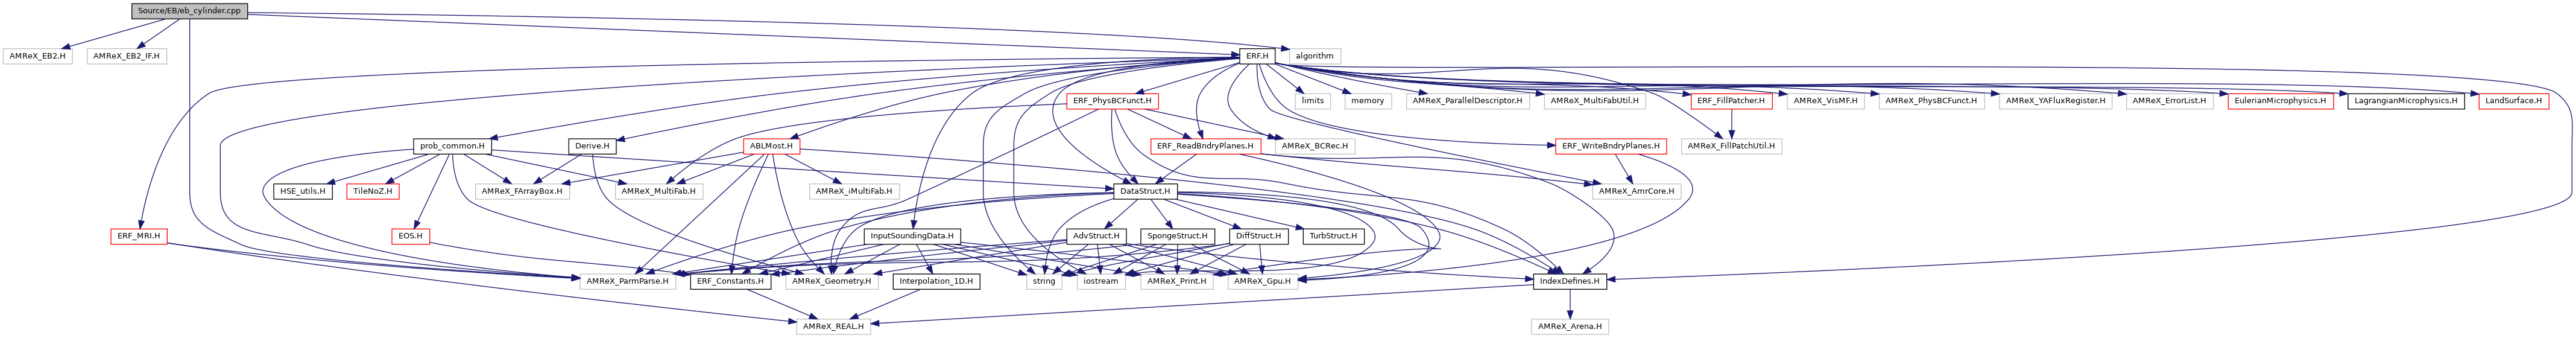 Source/EB/eb_cylinder.cpp
AMReX_EB2.H
AMReX_EB2_IF.H
ERF.H
algorithm
ERF_PhysBCFunct.H
limits
memory
AMReX_ParallelDescriptor.H
AMReX_MultiFabUtil.H
ERF_FillPatcher.H
AMReX_VisMF.H
AMReX_PhysBCFunct.H
AMReX_YAFluxRegister.H
AMReX_ErrorList.H
EulerianMicrophysics.H
LagrangianMicrophysics.H
LandSurface.H
prob_common.H
Derive.H
ABLMost.H
ERF_ReadBndryPlanes.H
AMReX_BCRec.H
ERF_WriteBndryPlanes.H
AMReX_FillPatchUtil.H
HSE_utils.H
TileNoZ.H
AMReX_FArrayBox.H
AMReX_MultiFab.H
AMReX_iMultiFab.H
DataStruct.H
AMReX_AmrCore.H
ERF_MRI.H
EOS.H
InputSoundingData.H
AdvStruct.H
SpongeStruct.H
DiffStruct.H
TurbStruct.H
AMReX_ParmParse.H
ERF_Constants.H
AMReX_Geometry.H
Interpolation_1D.H
string
iostream
AMReX_Print.H
AMReX_Gpu.H
IndexDefines.H
AMReX_REAL.H
AMReX_Arena.H